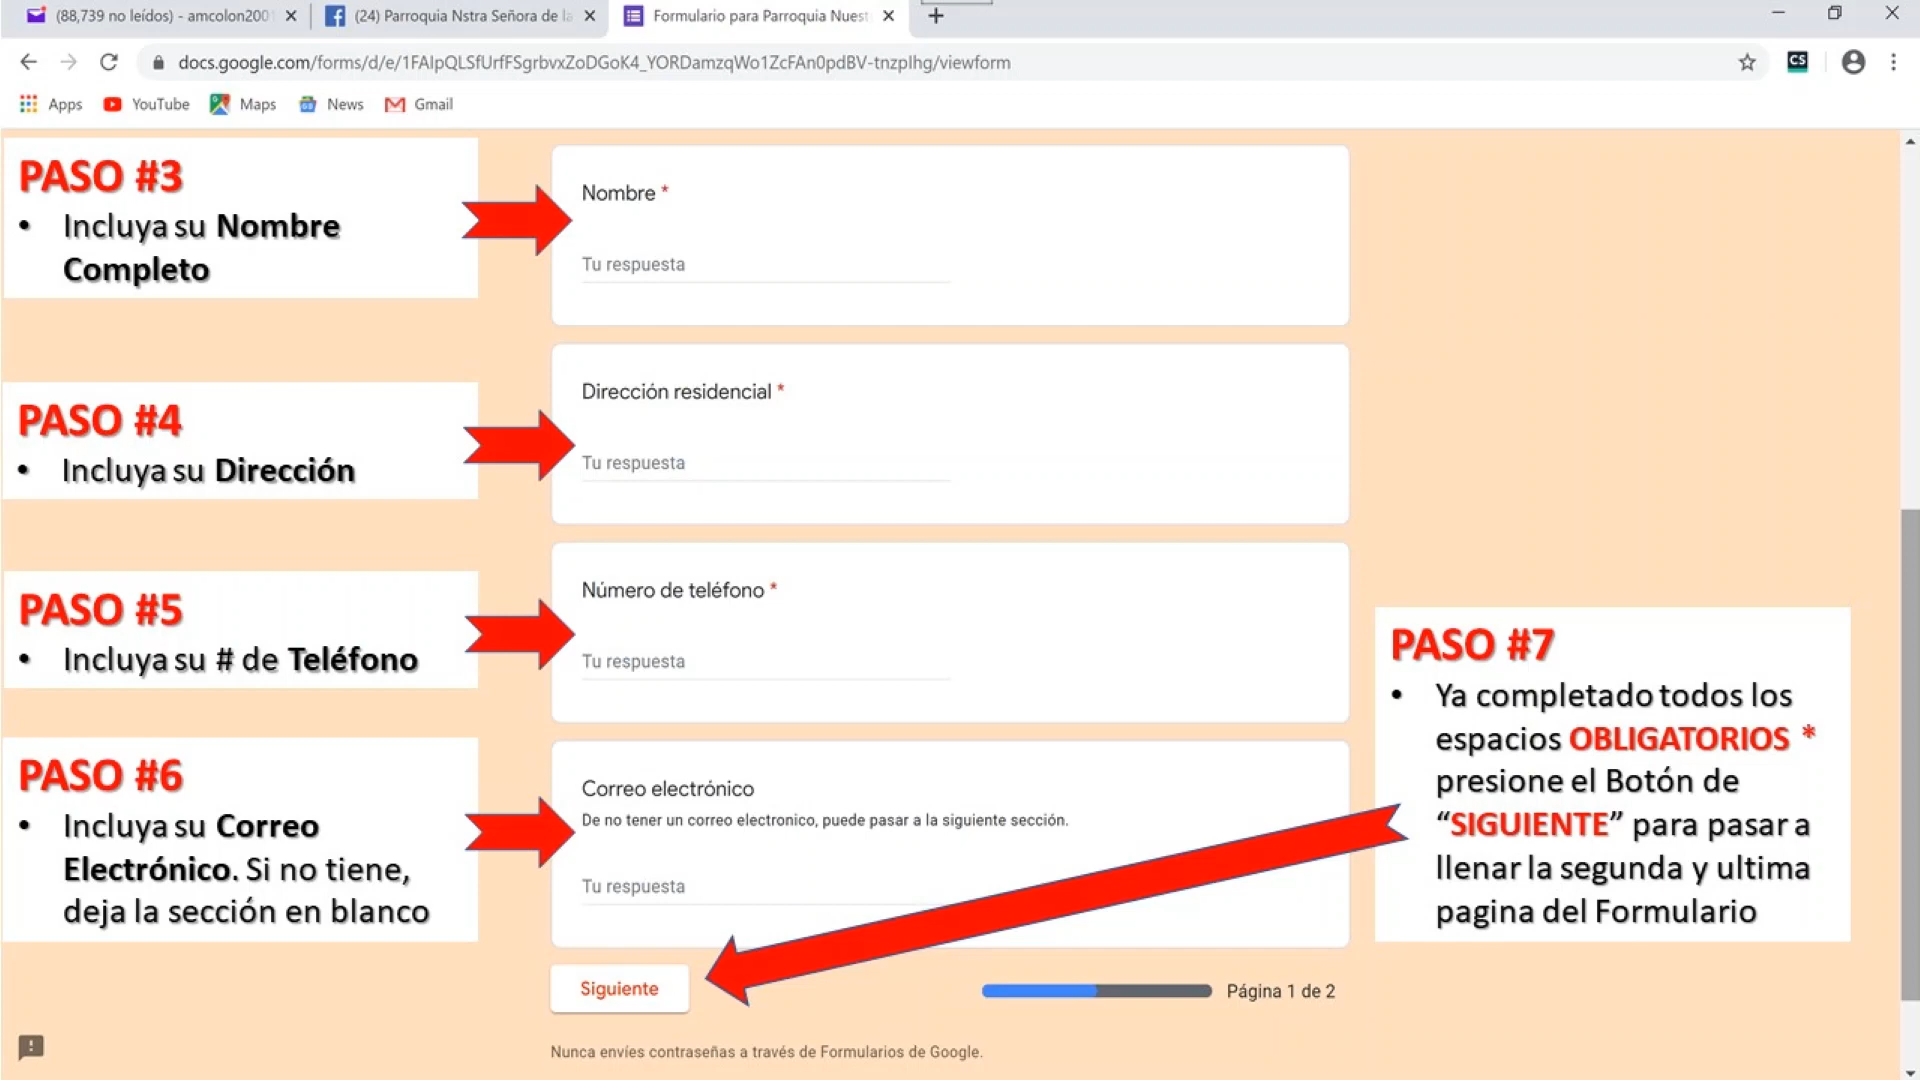 (88,739 no leídos) - amcolon2001
(24) Parroquia Nstra Señora de la
Formulario para Parroquia Nuest
docs.google.com/forms/d/e/1FAIpQLSfUrfFSgrbvxZoDGoK4_YORDamzqWo1ZcFAn0pdBV-tnzplhg/viewform
CS
Apps
YouTube
Maps
News
Gmail
PASO #3
• Incluya su Nombre
Completo
Nombre *
Tu respuesta
PASO #4
• Incluya su Dirección
Dirección residencial *
Tu respuesta
PASO #5
• Incluya su # de Teléfono
Número de teléfono *
Tu respuesta
PASO #6
• Incluya su Correo
Electrónico. Si no tiene,
deja la sección en blanco
Correo electrónico
De no tener un correo electronico, puede pasar a la siguiente sección.
Tu respuesta
PASO #7
• Ya completado todos los
espacios OBLIGATORIOS *
presione el Botón de
“SIGUIENTE” para pasar a
llenar la segunda y ultima
pagina del Formulario
Siguiente
Página 1 de 2
Nunca envíes contraseñas a través de Formularios de Google.